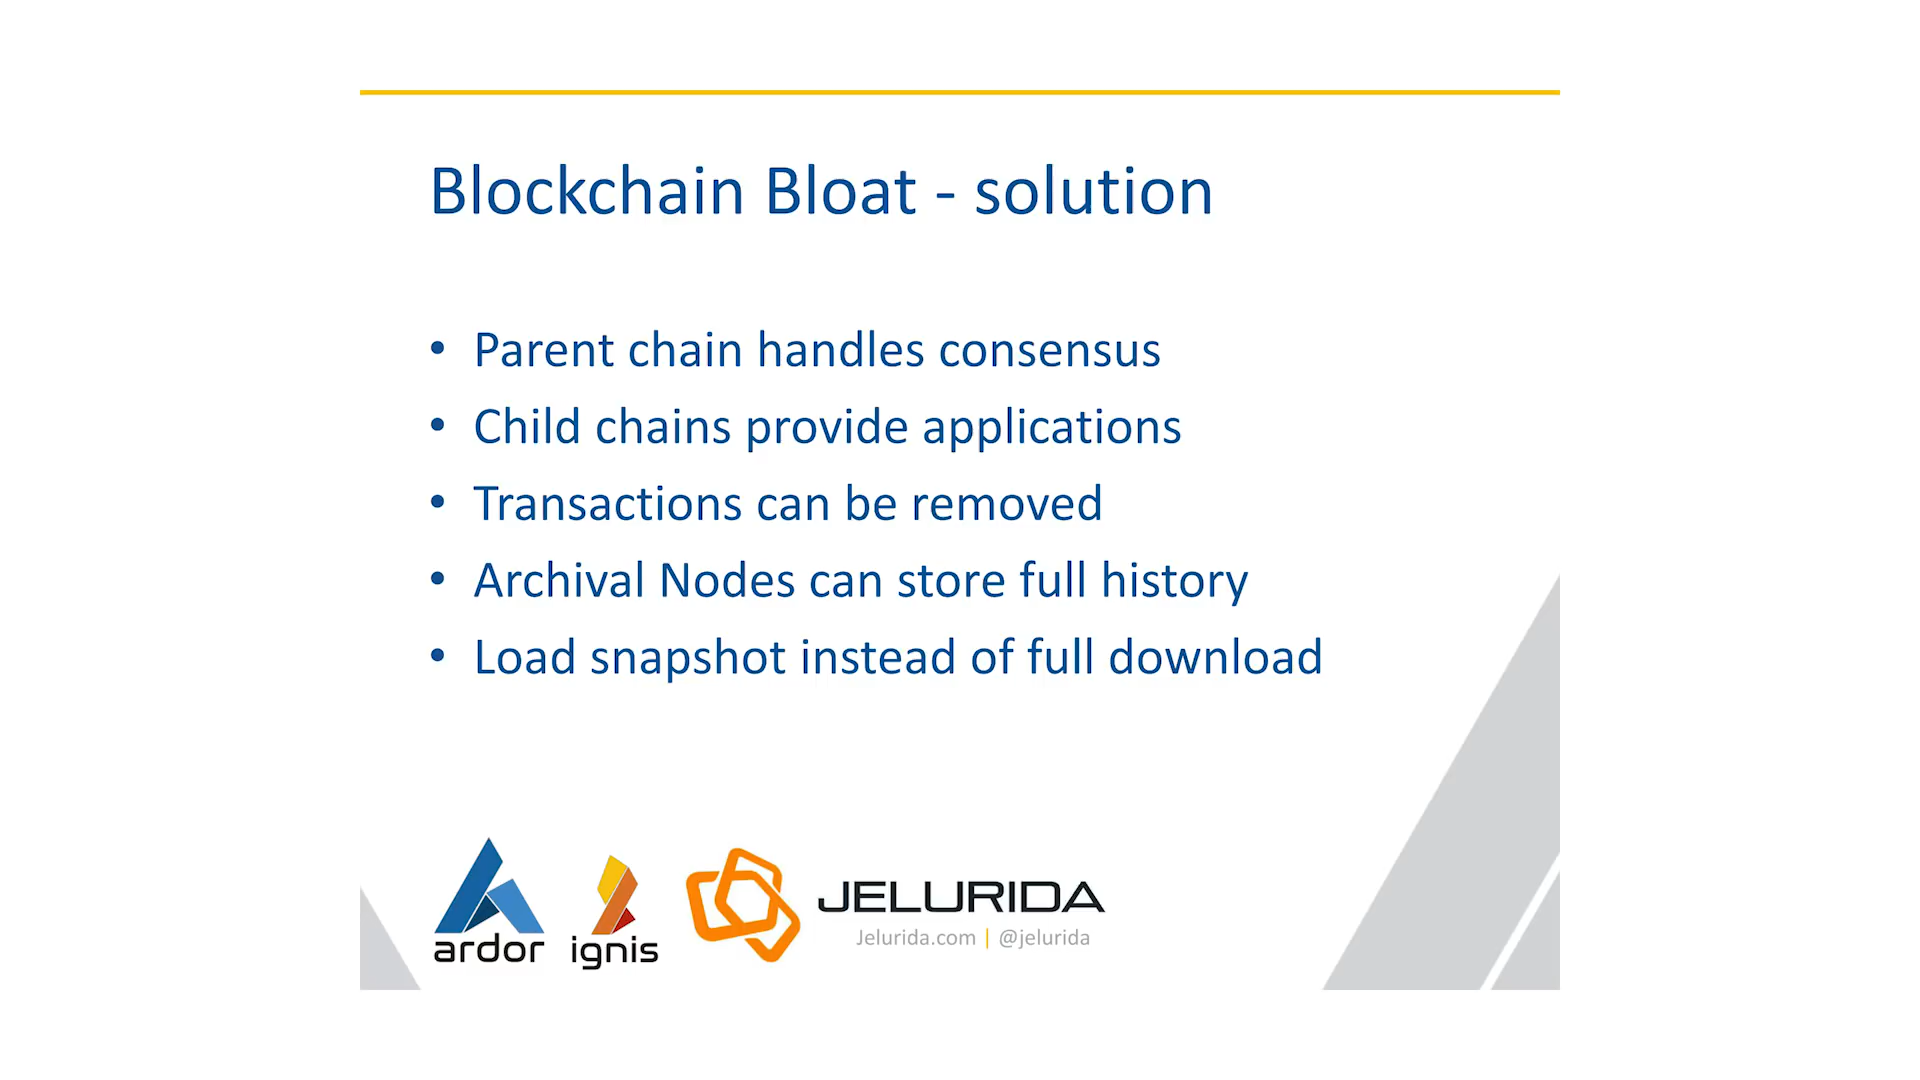 Blockchain Bloat - solution
• Parent chain handles consensus
• Child chains provide applications
• Transactions can be removed
• Archival Nodes can store full history
• Load snapshot instead of full download
ardor
ignis
JELURIDA
Jelurida.com | @jelurida